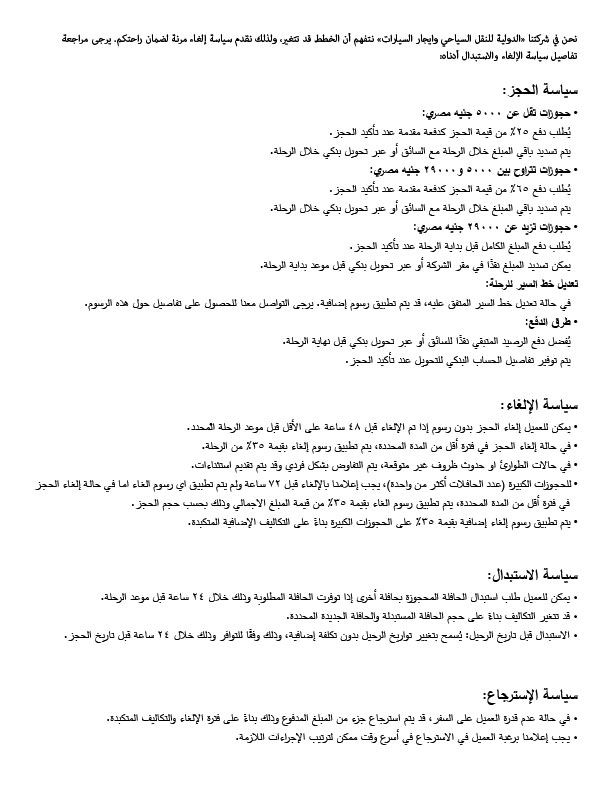 نحن في شركتنا «الدولية للنقل السياحي وايجار السيارات» نتفهم أن الخطط قد تتغير، ولذلك نقدم سياسة إلغاء مرنة لضمان راحتكم. يرجى مراجعة
تفاصيل سياسة الإلغاء والاستبدال أدناه:
سياسة الحجز:
• حجوزات تقل عن ٥٠٠٠ جنيه مصري:
يُطلب دفع ٢٥٪ من قيمة الحجز كدفعة مقدمة عند تأكيد الحجز.
يتم تسديد باقي المبلغ خلال الرحلة مع السائق أو عبر تحويل بنكي خلال الرحلة.
• حجوزات تتراوح بين ٥٠٠٠ و٢٩٠٠٠ جنيه مصري:
يُطلب دفع ٦٥٪ من قيمة الحجز كدفعة مقدمة عند تأكيد الحجز.
يتم تسديد باقي المبلغ خلال الرحلة مع السائق أو عبر تحويل بنكي خلال الرحلة.
• حجوزات تزيد عن ٢٩٠٠٠ جنيه مصري:
يُطلب دفع المبلغ الكامل قبل بداية الرحلة عند تأكيد الحجز.
يمكن تسديد المبلغ نقدًا في مقر الشركة أو عبر تحويل بنكي قبل موعد بداية الرحلة.
تعديل خط السير للرحلة:
في حالة تعديل خط السير المتفق عليه، قد يتم تطبيق رسوم إضافية. يرجى التواصل معنا للحصول على تفاصيل حول هذه الرسوم.
• طرق الدفع:
يُفضل دفع الرصيد المتبقي نقدًا للسائق أو عبر تحويل بنكي قبل نهاية الرحلة.
يتم توفير تفاصيل الحساب البنكي للتحويل عند تأكيد الحجز.
سياسة الإلغاء:
• يمكن للعميل إلغاء الحجز بدون رسوم إذا تم الإلغاء قبل ٤٨ ساعة على الأقل قبل موعد الرحلة المحدد.
• في حالة إلغاء الحجز في فترة أقل من المدة المحددة، يتم تطبيق رسوم إلغاء بقيمة ٣٥٪ من الرحلة.
• في حالات الطوارئ او حدوث ظروف غير متوقعة، يتم التفاوض بشكل فردي وقد يتم تقديم استثناءات.
• للحجوزات الكبيرة (عدد الحافلات أكثر من واحدة)، يجب إعلامنا بالإلغاء قبل ٧٢ ساعة ولم يتم تطبيق اي رسوم الغاء اما في حالة إلغاء الحجز
في فترة أقل من المدة المحددة، يتم تطبيق رسوم الغاء بقيمة ٣٥٪ من قيمة المبلغ الاجمالي وذلك بحسب حجم الحجز.
• يتم تطبيق رسوم إلغاء إضافية بقيمة ٣٥٪ على الحجوزات الكبيرة بناءً على التكاليف الإضافية المتكبدة.
سياسة الاستبدال:
• يمكن للعميل طلب استبدال الحافلة المحجوزة بحافلة أخرى إذا توفرت الحافلة المطلوبة وذلك خلال ٢٤ ساعة قبل موعد الرحلة.
• قد تتغير التكاليف بناءً على حجم الحافلة المستبدلة والحافلة الجديدة المحددة.
• الاستبدال قبل تاريخ الرحيل: يُسمح بتغيير تواريخ الرحيل بدون تكلفة إضافية، وذلك وفقًا للتوافر وذلك خلال ٢٤ ساعة قبل تاريخ الحجز.
سياسة الإسترجاع:
• في حالة عدم قدرة العميل على السفر، قد يتم استرجاع جزء من المبلغ المدفوع وذلك بناءً على فترة الإلغاء والتكاليف المتكبدة.
• يجب إعلامنا برغبة العميل في الاسترجاع في أسرع وقت ممكن لترتيب الإجراءات اللازمة.